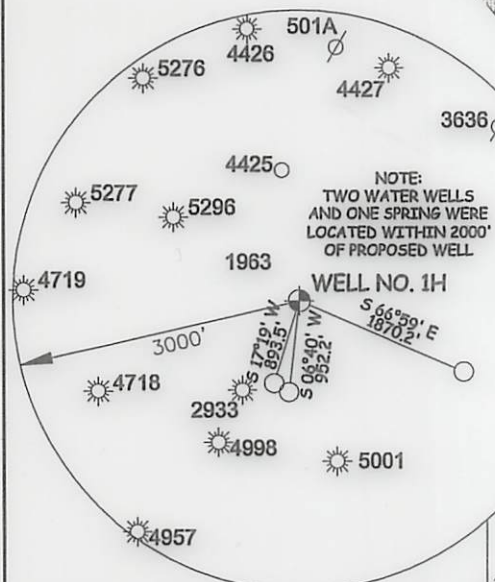 501A
4426
5276
4427
3636
4425
NOTE:
TWO WATER WELLS
AND ONE SPRING WERE
LOCATED WITHIN 2000'
OF PROPOSED WELL
5277
5296
1963
4719
WELL NO. 1H
S 66°59' E
1870.2'
3000'
S 17°19' W
893.5'
S 06°40' W
952.2'
4718
2933
4998
5001
4957